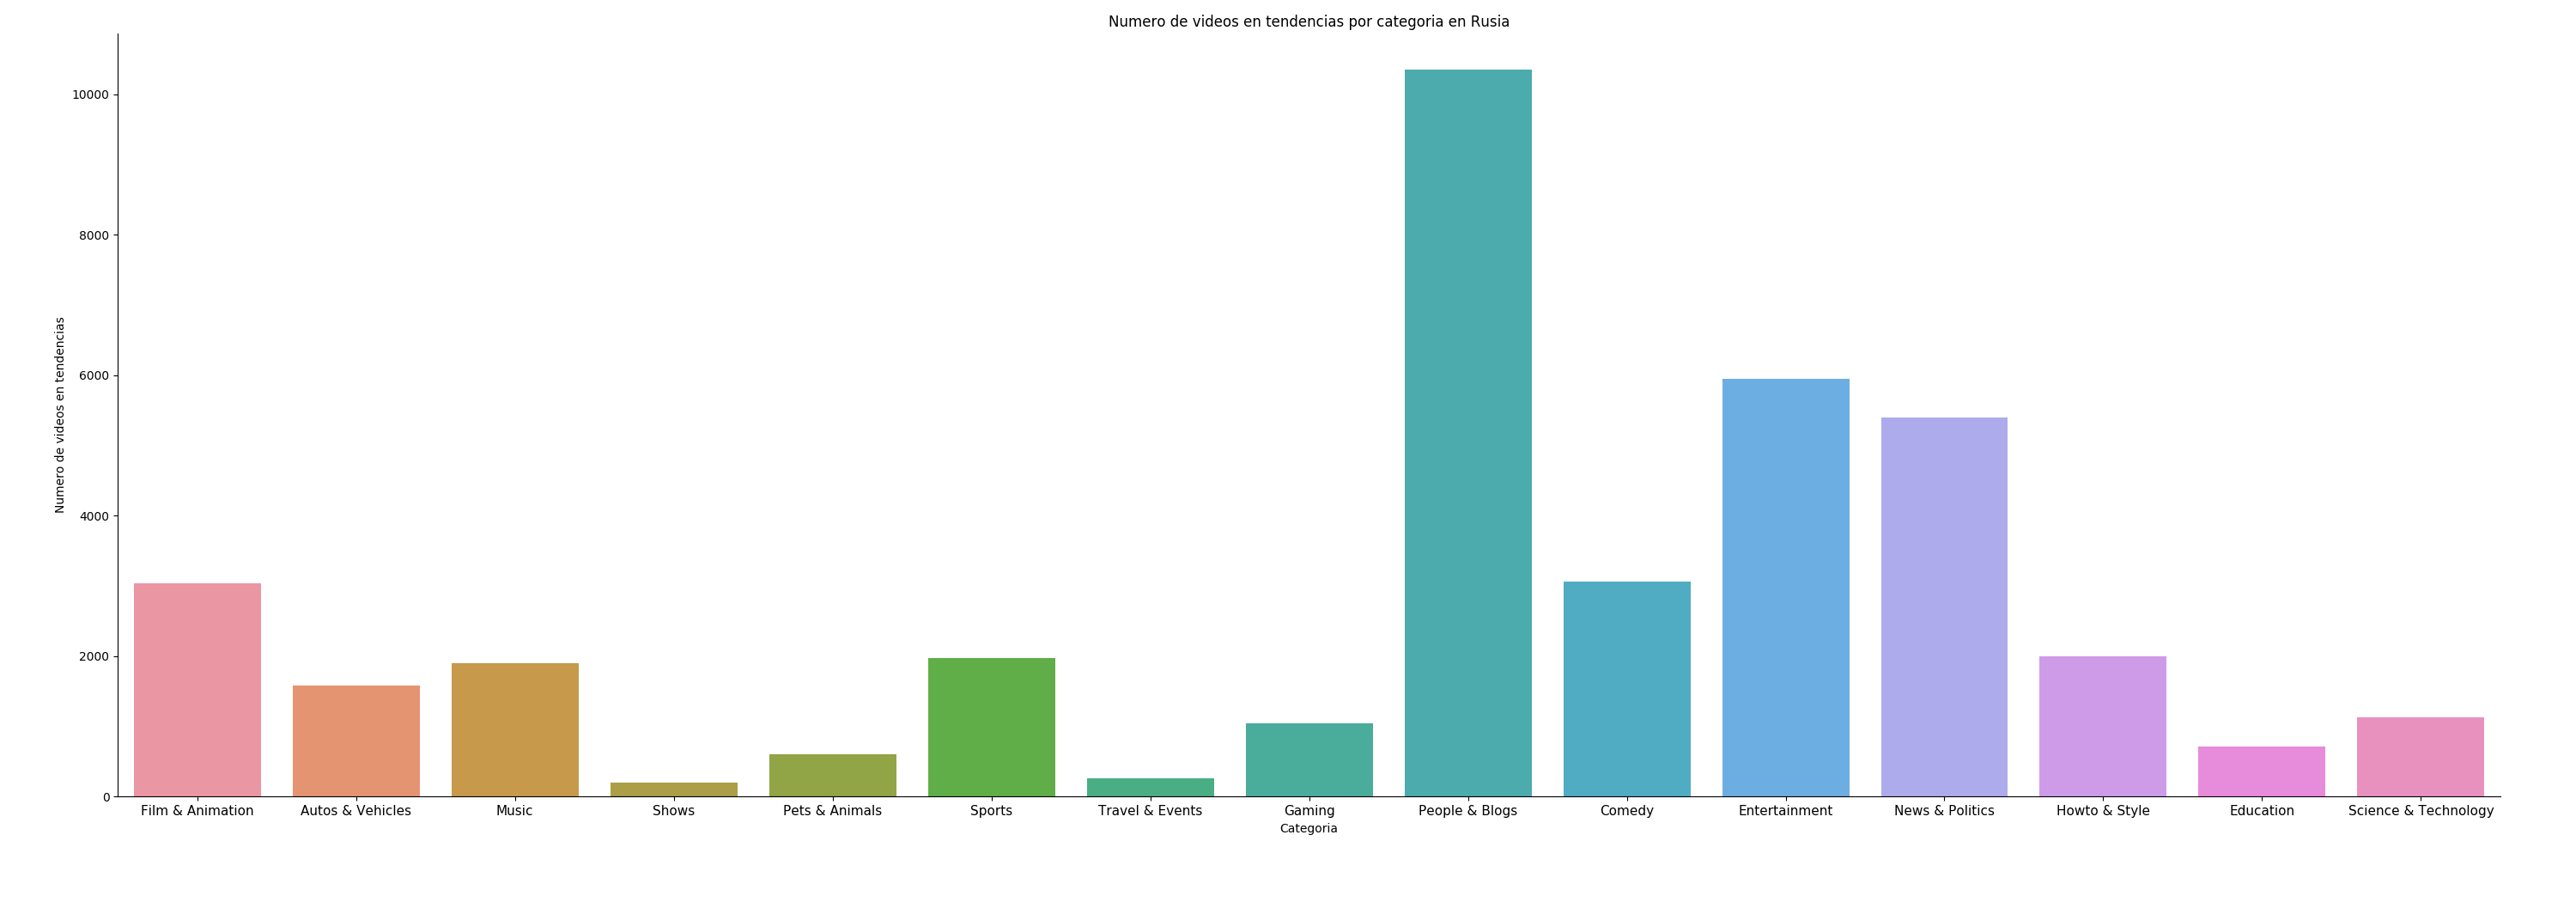 Numero de videos en tendencias por categoria en Rusia
Numero de videos en tendencias
10000
8000
6000
4000
2000
0
Film & Animation
Autos & Vehicles
Music
Shows
Pets & Animals
Sports
Travel & Events
Gaming
People & Blogs
Comedy
Entertainment
News & Politics
Howto & Style
Education
Science & Technology
Categoria